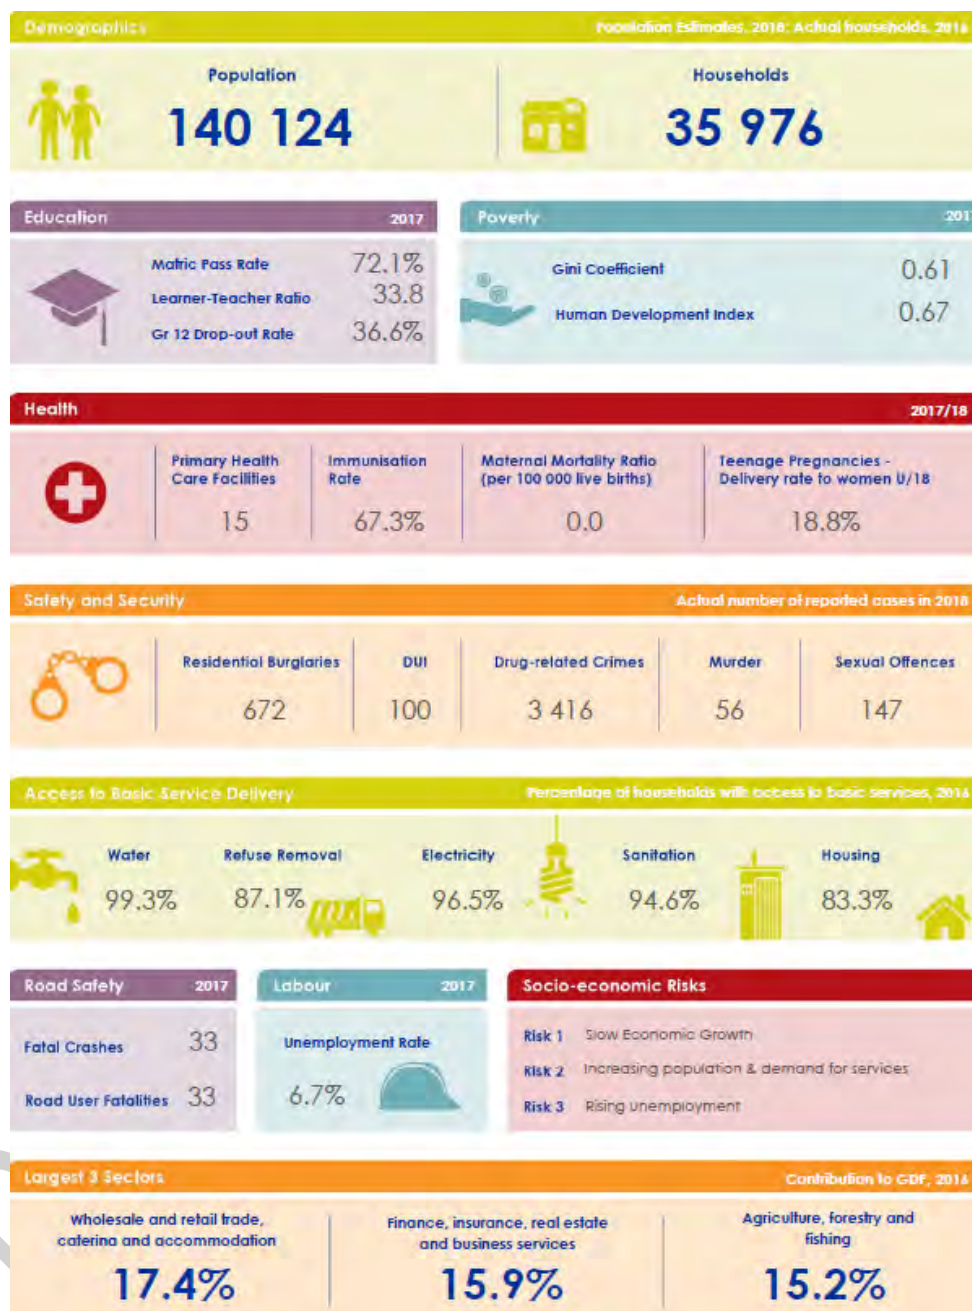 Demographics Population Estimates, 2018; Actual households, 2016
Population Households
140 124 35 976
Education 2017
Matric Pass Rate 72.1%
Learner-Teacher Ratio 33.8
Gr 12 Drop-out Rate 36.6%
Poverty 201
Gini Coefficient 0.61
Human Development Index 0.67
Health 2017/18
Primary Health Care Facilities
15
Immunisation Rate
67.3%
Maternal Mortality Ratio
(per 100 000 live births)
0.0
Teenage Pregnancies -
Delivery rate to women U/18
18.8%
Safety and Security Actual number of reported cases in 2018
Residential Burglaries DUI Drug-related Crimes Murder Sexual Offences
672 100 3 416 56 147
Access to Basic Service Delivery Percentage of households with access to basic services, 2016
Water Refuse Removal Electricity Sanitation Housing
99.3% 87.1% 96.5% 94.6% 83.3%
Road Safety 2017
Fatal Crashes 33
Road User Fatalities 33
Labour 2017
Unemployment Rate
6.7%
Socio-economic Risks
Risk 1 Slow Economic Growth
Risk 2 Increasing population & demand for services
Risk 3 Rising unemployment
Largest 3 Sectors Contribution to GDP, 2016
Wholesale and retail trade,
catering and accommodation
17.4%
Finance, insurance, real estate
and business services
15.9%
Agriculture, forestry and
fishing
15.2%